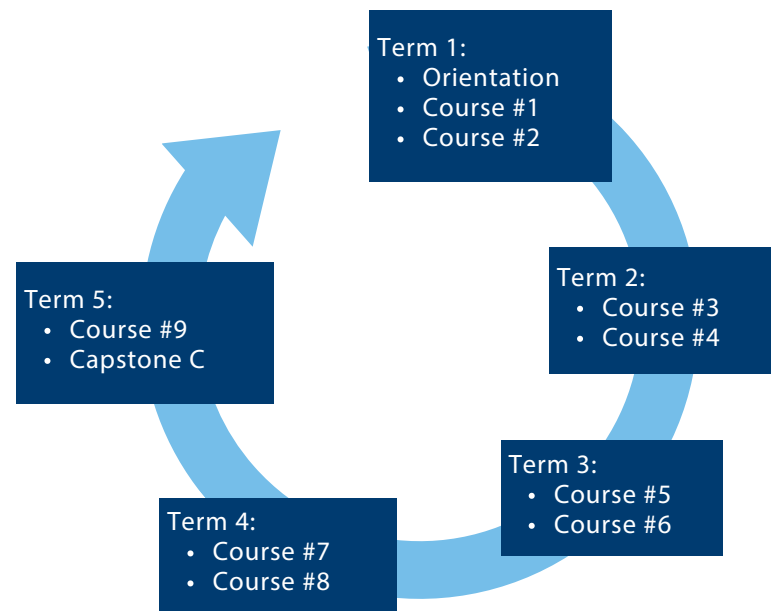 Term 1:
• Orientation
• Course #1
• Course #2
Term 2:
• Course #3
• Course #4
Term 3:
• Course #5
• Course #6
Term 4:
• Course #7
• Course #8
Term 5:
• Course #9
• Capstone C